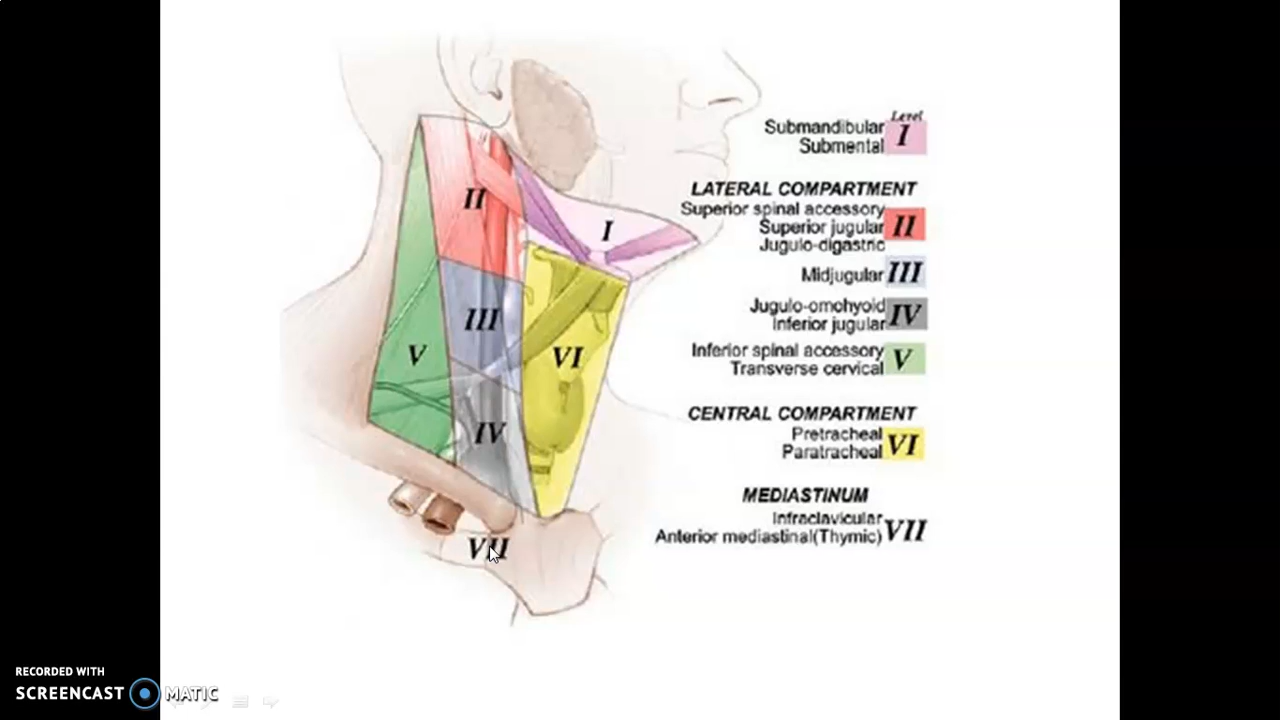 Level
Submandibular
Submental
I
LATERAL COMPARTMENT
Superior spinal accessory
Superior jugular
Jugulo-digastric
II
Midjugular III
Jugulo-omohyoid
Inferior jugular
IV
Inferior spinal accessory
Transverse cervical
V
CENTRAL COMPARTMENT
Pretracheal
Paratracheal
VI
MEDIASTINUM
Infraclavicular
Anterior mediastinal(Thymic)
VII
II
I
III
V
VI
IV
VII
RECORDED WITH
SCREENCAST MATIC